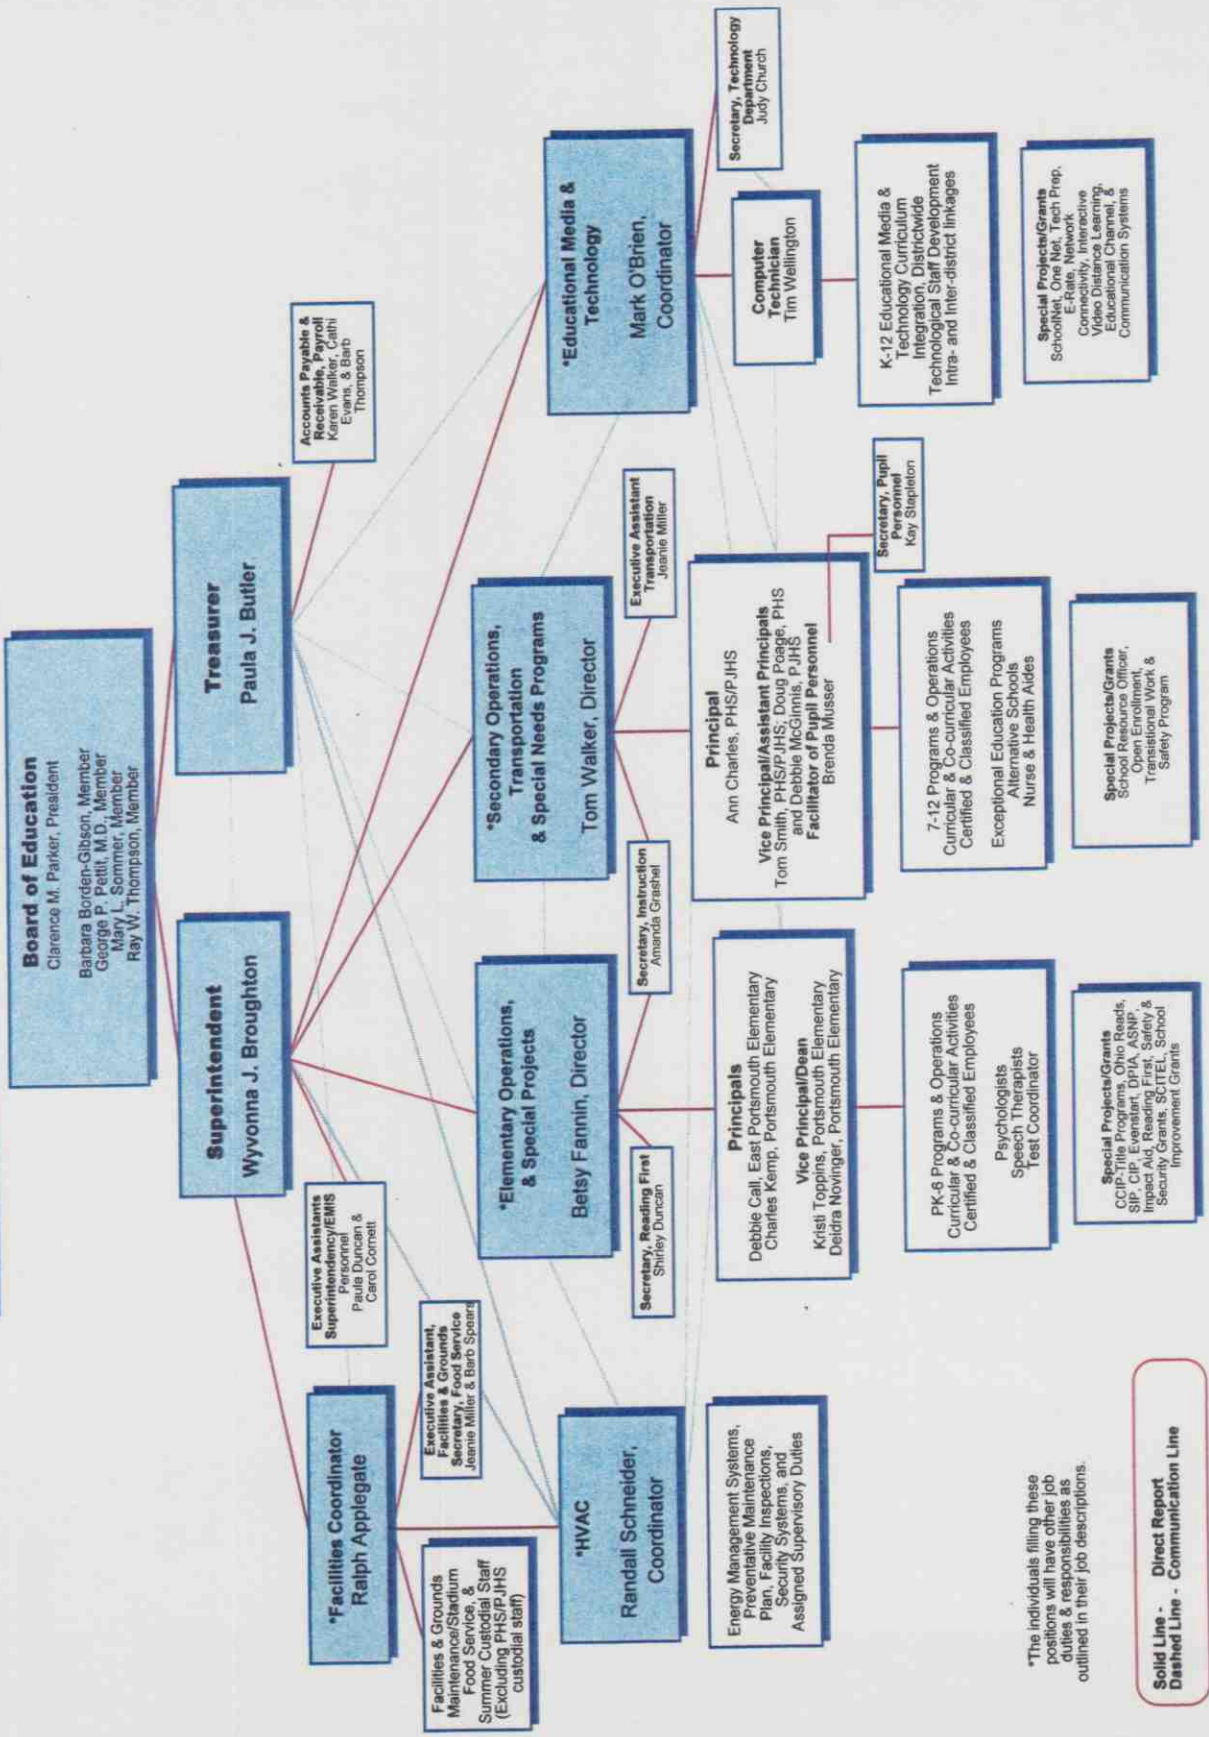 Board of Education
Clarence M. Parker, President
Barbara Borden-Gibson, Member
George P. Pettit, M.D., Member
Mary L. Sommer, Member
Ray W. Thompson, Member
Superintendent
Wyvonna J. Broughton
Treasurer
Paula J. Butler
Executive Assistants
Superintendency/EMIS
Personnel
Paula Duncan &
Carol Cornett
Accounts Payable &
Receivable, Payroll
Karen Walker, Cathi
Evans, & Barb
Thompson
*Facilities Coordinator
Ralph Applegate
Executive Assistant,
Facilities & Grounds
Secretary, Food Service
Jeanie Miller & Barb Spears
Facilities & Grounds
Maintenance/Stadium
Food Service, &
Summer Custodial Staff
(Excluding PHS/PJHS
custodial staff)
*HVAC
Randall Schneider,
Coordinator
Energy Management Systems,
Preventative Maintenance
Plan, Facility Inspections,
Security Systems, and
Assigned Supervisory Duties
*Elementary Operations,
& Special Projects
Betsy Fannin, Director
Secretary, Reading First
Shirley Duncan
Secretary, Instruction
Amanda Grashel
Principals
Debbie Call, East Portsmouth Elementary
Charles Kemp, Portsmouth Elementary
Vice Principal/Dean
Kristi Toppins, Portsmouth Elementary
Deidra Novinger, Portsmouth Elementary
PK-6 Programs & Operations
Curricular & Co-curricular Activities
Certified & Classified Employees
Psychologists
Speech Therapists
Test Coordinator
Special Projects/Grants
CCIP-Title Programs, Ohio Reads,
SIP, CIP, Evenstart, DPIA, ASNP,
Impact Aid, Reading First, Safety &
Security Grants, SCITEL, School
Improvement Grants
*Secondary Operations,
Transportation
& Special Needs Programs
Tom Walker, Director
Executive Assistant
Transportation
Jeanie Miller
Principal
Ann Charles, PHS/PJHS
Vice Principal/Assistant Principals
Tom Smith, PHS/PJHS; Doug Poage, PHS
and Debbie McGinnis, PJHS
Facilitator of Pupil Personnel
Brenda Musser
Secretary, Pupil
Personnel
Kay Stapleton
7-12 Programs & Operations
Curricular & Co-curricular Activities
Certified & Classified Employees
Exceptional Education Programs
Alternative Schools
Nurse & Health Aides
Special Projects/Grants
School Resource Officer,
Open Enrollment,
Transistional Work &
Safety Program
*Educational Media &
Technology
Mark O'Brien,
Coordinator
Secretary, Technology
Department
Judy Church
Computer
Technician
Tim Wellington
K-12 Educational Media &
Technology Curriculum
Integration, Districtwide
Technological Staff Development
Intra- and Inter-district linkages
Special Projects/Grants
SchoolNet, One Net, Tech Prep,
E-Rate, Network
Connectivity, Interactive
Video Distance Learning,
Educational Channel, &
Communication Systems
*The individuals filling these
positions will have other job
duties & responsibilities as
outlined in their job descriptions.
Solid Line - Direct Report
Dashed Line - Communication Line